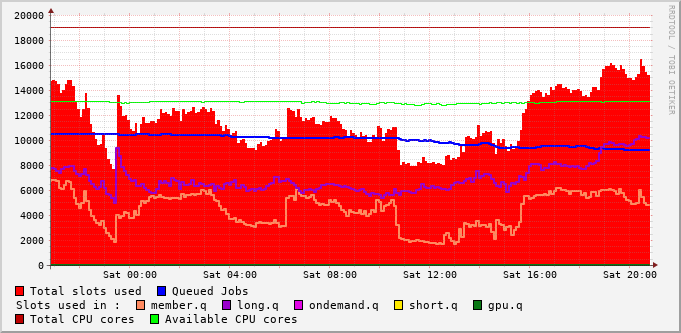 20000
18000
16000
14000
12000
10000
8000
6000
4000
2000
0
Sat 00:00 Sat 04:00 Sat 08:00 Sat 12:00 Sat 16:00 Sat 20:00
RRDTOOL / TOBI OETIKER
Total slots used Queued Jobs
Slots used in : member.q long.q ondemand.q short.q gpu.q
Total CPU cores Available CPU cores